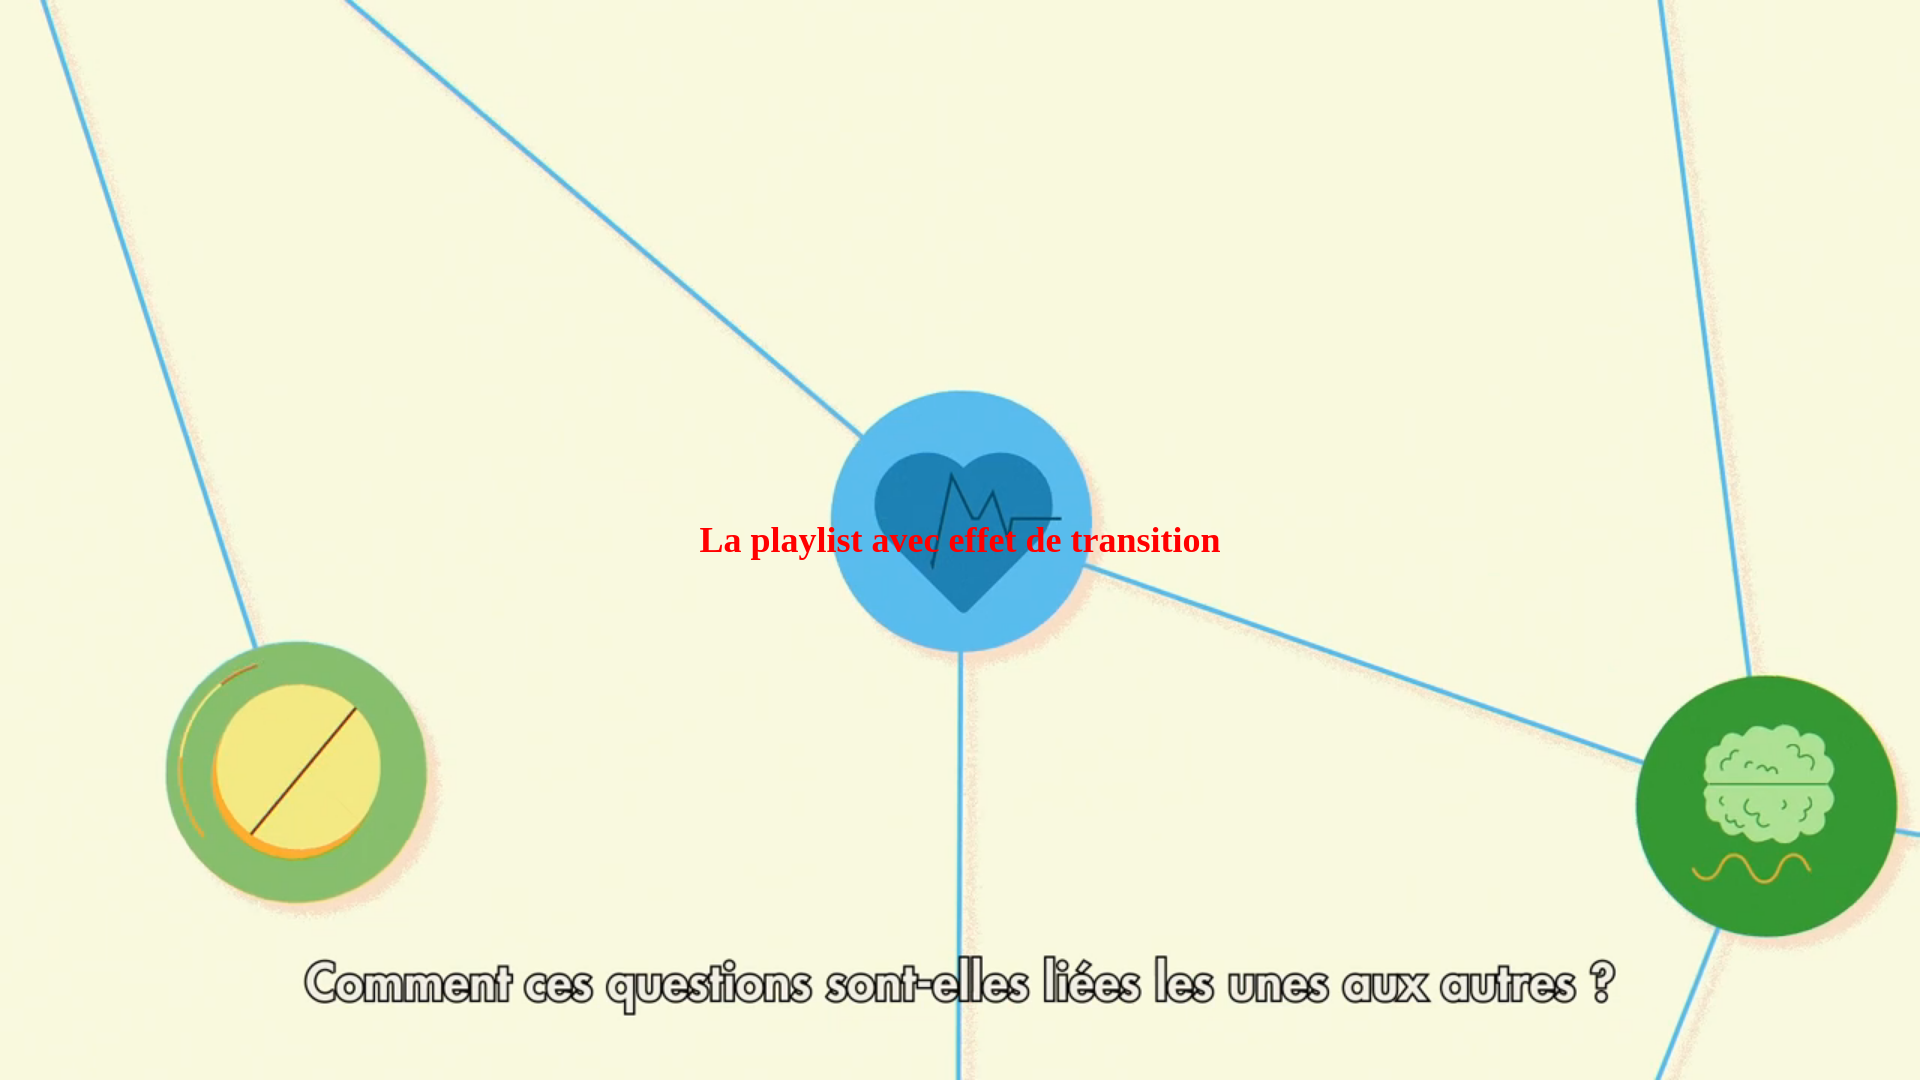 La playlist avec effet de transition
Comment ces questions sont-elles liées les unes aux autres ?